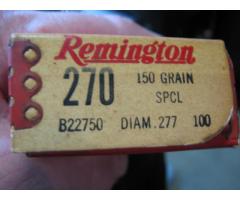 Remington
270 150 GRAIN
SPCL
B22750 DIAM.277 100